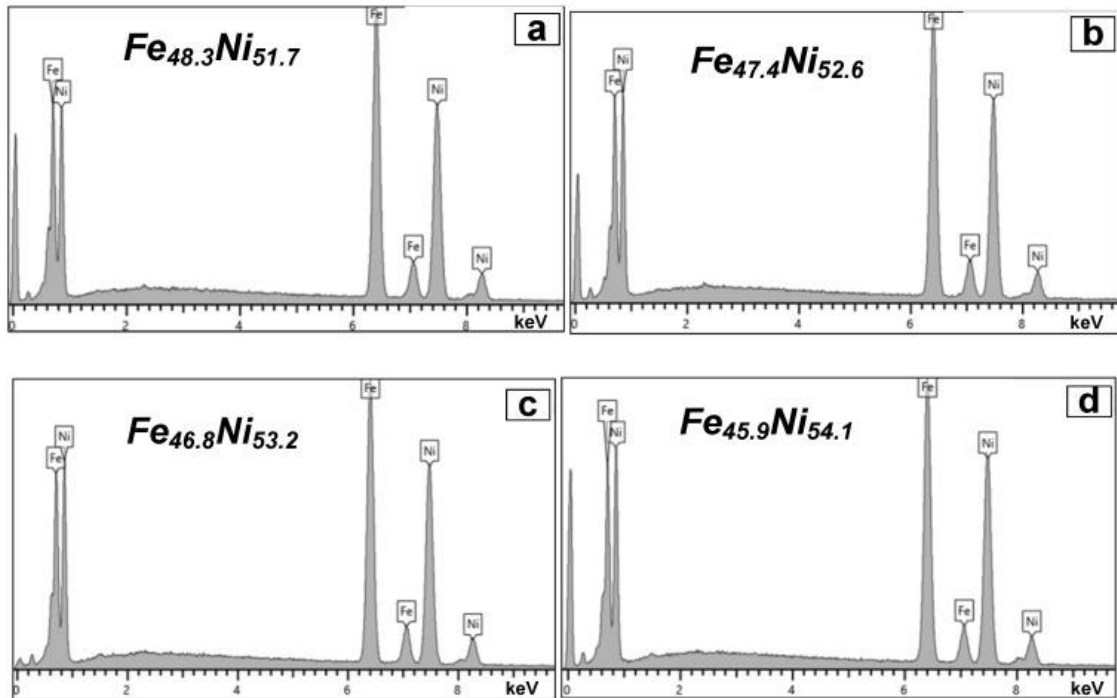 a
Fe48.3Ni51.7
Fe
Fe
Ni
Ni
Fe
Ni
0 2 4 6 8 keV
b
Fe47.4Ni52.6
Fe
Ni
Fe
Ni
Fe
Ni
0 2 4 6 8 keV
c
Fe46.8Ni53.2
Fe
Ni
Fe
Ni
Fe
Ni
0 2 4 6 8 keV
d
Fe45.9Ni54.1
Fe
Fe
Ni
Ni
Fe
Ni
0 2 4 6 8 keV